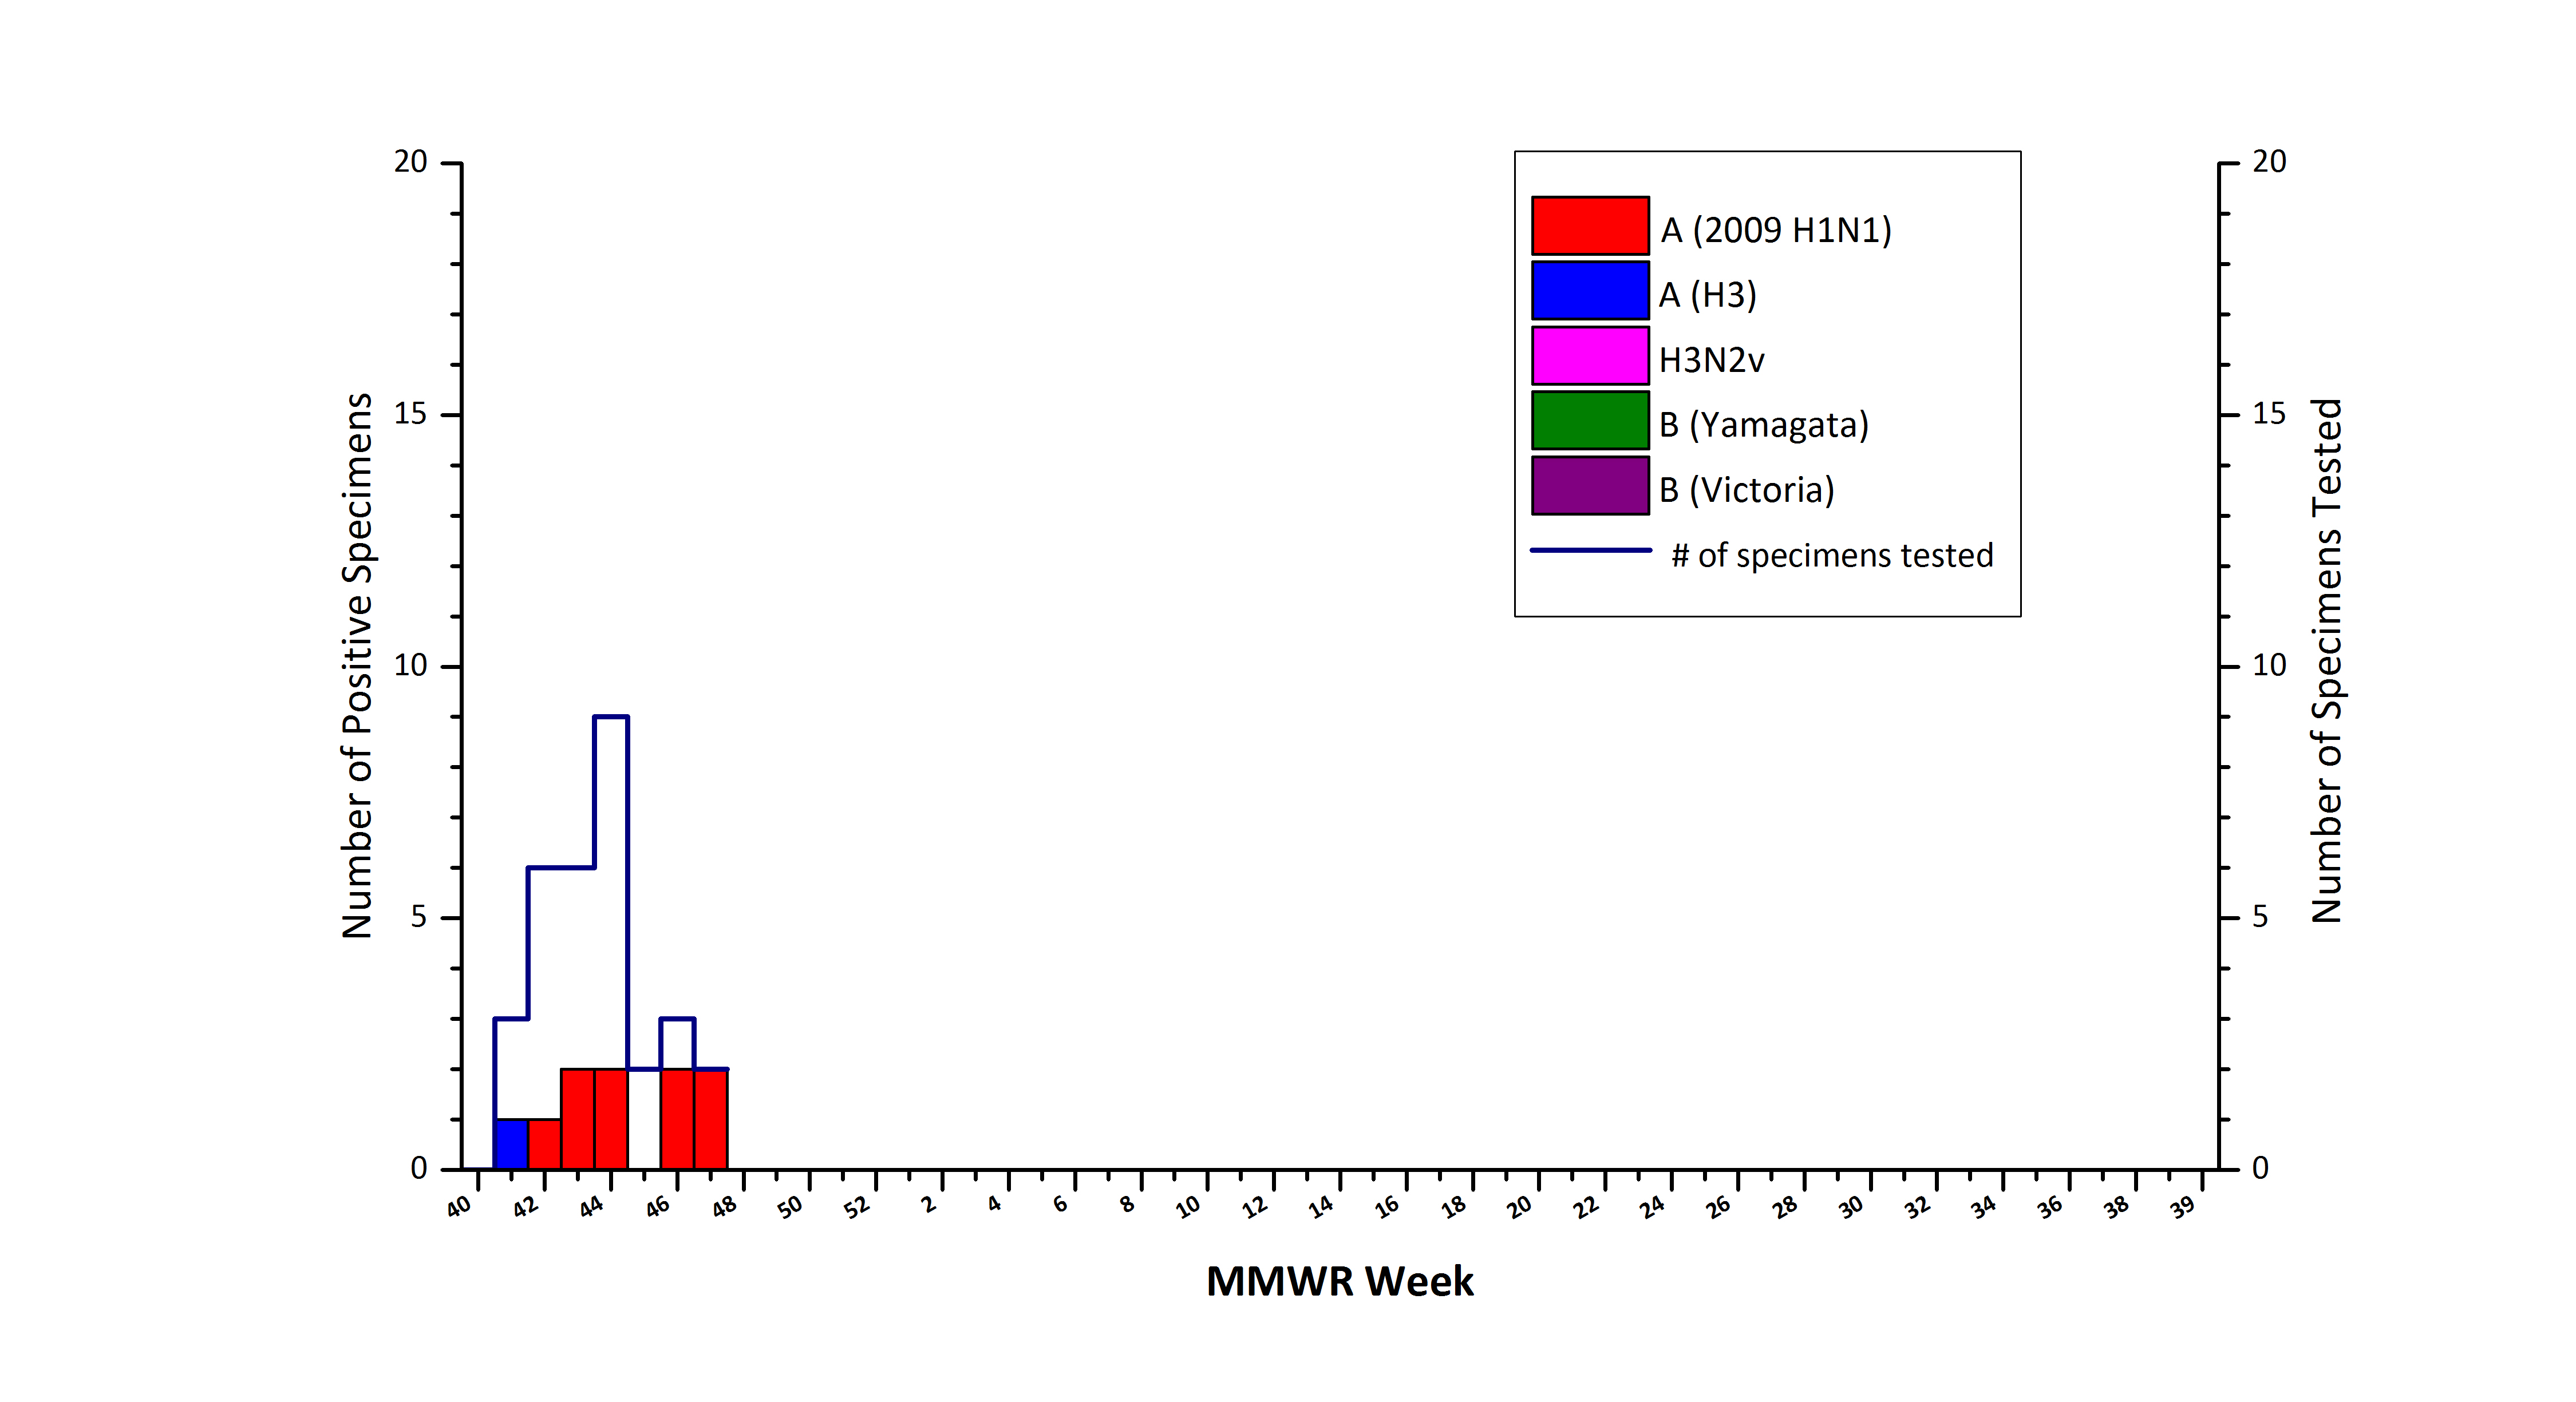 Number of Positive Specimens
20
15
10
5
0
A (2009 H1N1)
A (H3)
H3N2v
B (Yamagata)
B (Victoria)
# of specimens tested
20
15
10
5
0
Number of Specimens Tested
40 42 44 46 48 50 52 2 4 6 8 10 12 14 16 18 20 22 24 26 28 30 32 34 36 38 39
MMWR Week